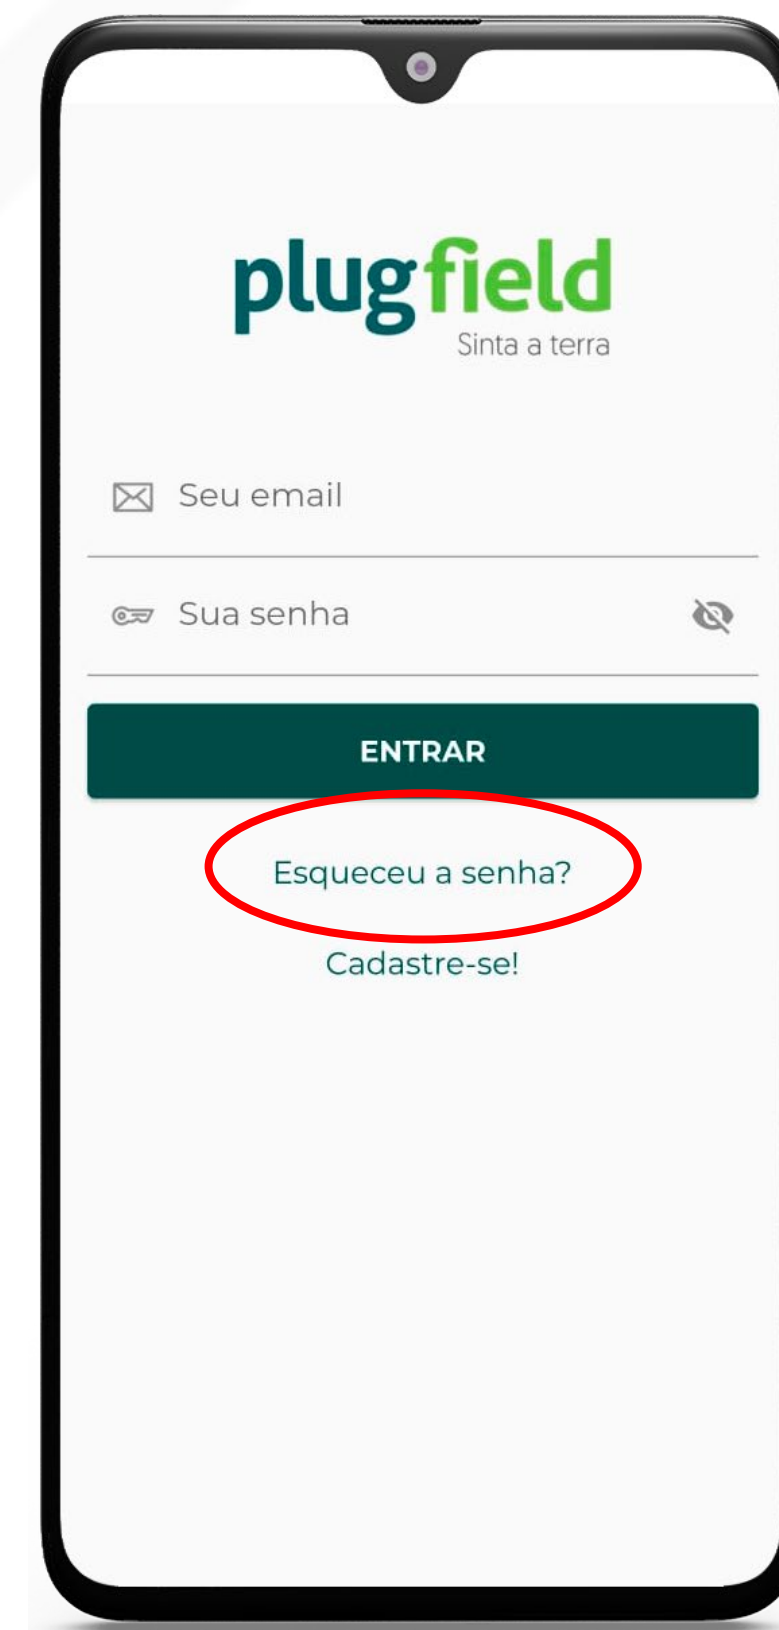 plugfield
Sinta a terra
Seu email
Sua senha
ENTRAR
Esqueceu a senha?
Cadastre-se!